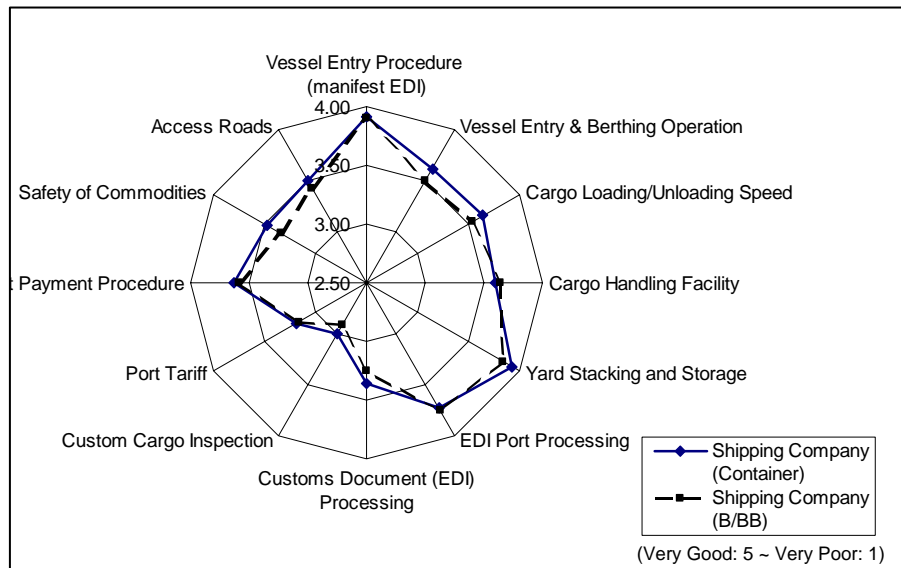 Vessel Entry Procedure
(manifest EDI)
4.00
Access Roads
Vessel Entry & Berthing Operation
3.50
Safety of Commodities
Cargo Loading/Unloading Speed
3.00
t Payment Procedure
2.50
Cargo Handling Facility
Port Tariff
Yard Stacking and Storage
Custom Cargo Inspection
EDI Port Processing
Customs Document (EDI)
Processing
Shipping Company
(Container)
Shipping Company
(B/BB)
(Very Good: 5 ~ Very Poor: 1)